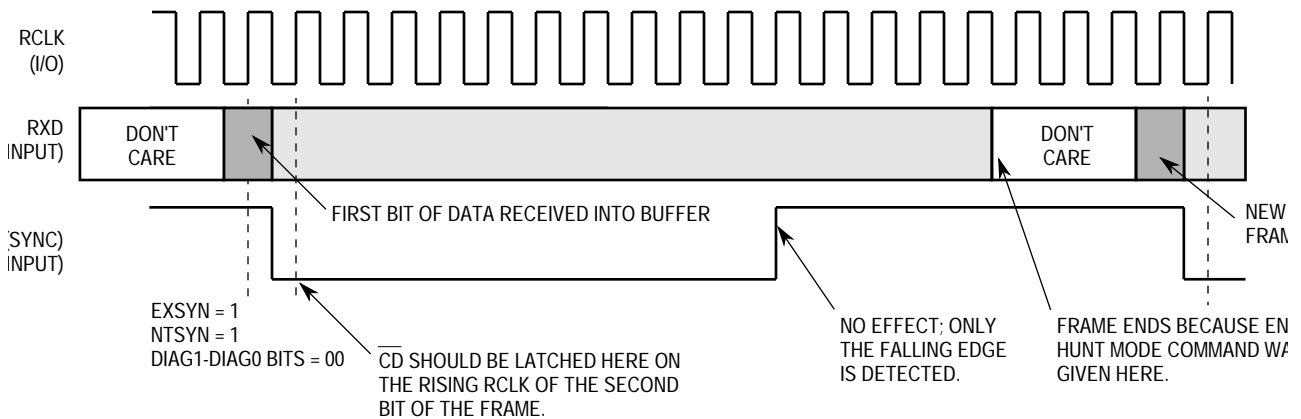 RCLK
(I/O)
RXD
INPUT)
DON'T
CARE
DON'T
CARE
FIRST BIT OF DATA RECEIVED INTO BUFFER
NEW
(SYNC)
INPUT)
EXSYN = 1
NTSYN = 1
DIAG1-DIAG0 BITS = 00
CD SHOULD BE LATCHED HERE ON
THE RISING RCLK OF THE SECOND
BIT OF THE FRAME.
NO EFFECT; ONLY
THE FALLING EDGE
IS DETECTED.
FRAME ENDS BECAUSE
HUNT MODE COMMAND
GIVEN HERE.